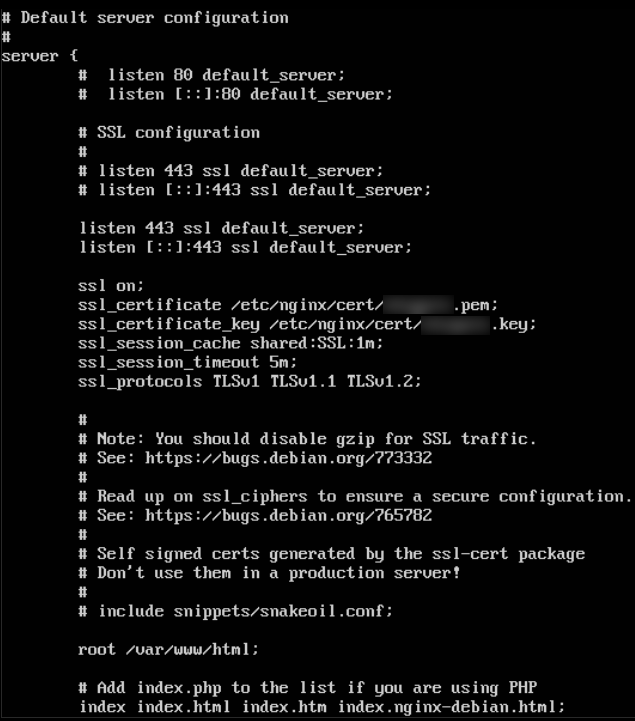 # Default server configuration
#
server {
#  listen 80 default_server;
#  listen [::]:80 default_server;
# SSL configuration
#
# listen 443 ssl default_server;
# listen [::]:443 ssl default_server;
listen 443 ssl default_server;
listen [::]:443 ssl default_server;
ssl on;
ssl_certificate /etc/nginx/cert/ .pem;
ssl_certificate_key /etc/nginx/cert/ .key;
ssl_session_cache shared:SSL:1m;
ssl_session_timeout 5m;
ssl_protocols TLSv1 TLSv1.1 TLSv1.2;
#
# Note: You should disable gzip for SSL traffic.
# See: https://bugs.debian.org/773332
#
# Read up on ssl_ciphers to ensure a secure configuration.
# See: https://bugs.debian.org/765782
#
# Self signed certs generated by the ssl-cert package
# Don't use them in a production server!
#
# include snippets/snakeoil.conf;
root /var/www/html;
# Add index.php to the list if you are using PHP
index index.html index.htm index.nginx-debian.html;